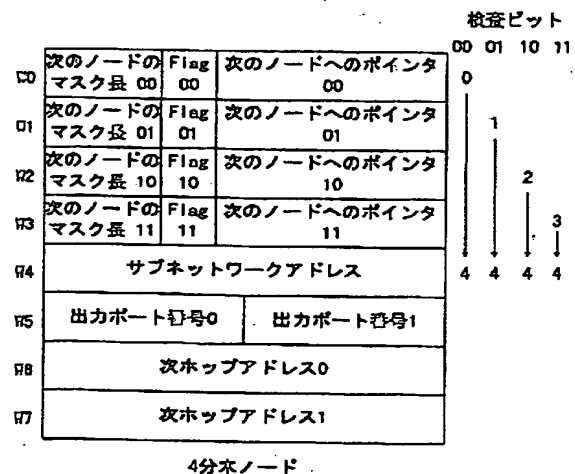 検査ビット
00 01 10 11
次のノードの Flag 次のノードへのポインタ
マスク長 00 00 00
0
次のノードの Flag 次のノードへのポインタ
マスク長 01 01 01
1
次のノードの Flag 次のノードへのポインタ
マスク長 10 10 10
2
次のノードの Flag 次のノードへのポインタ
マスク長 11 11 11
3
サブネットワークアドレス
4 4 4 4
出力ポート番号0 出力ポート番号1
次ホップアドレス0
次ホップアドレス1
4分木ノード